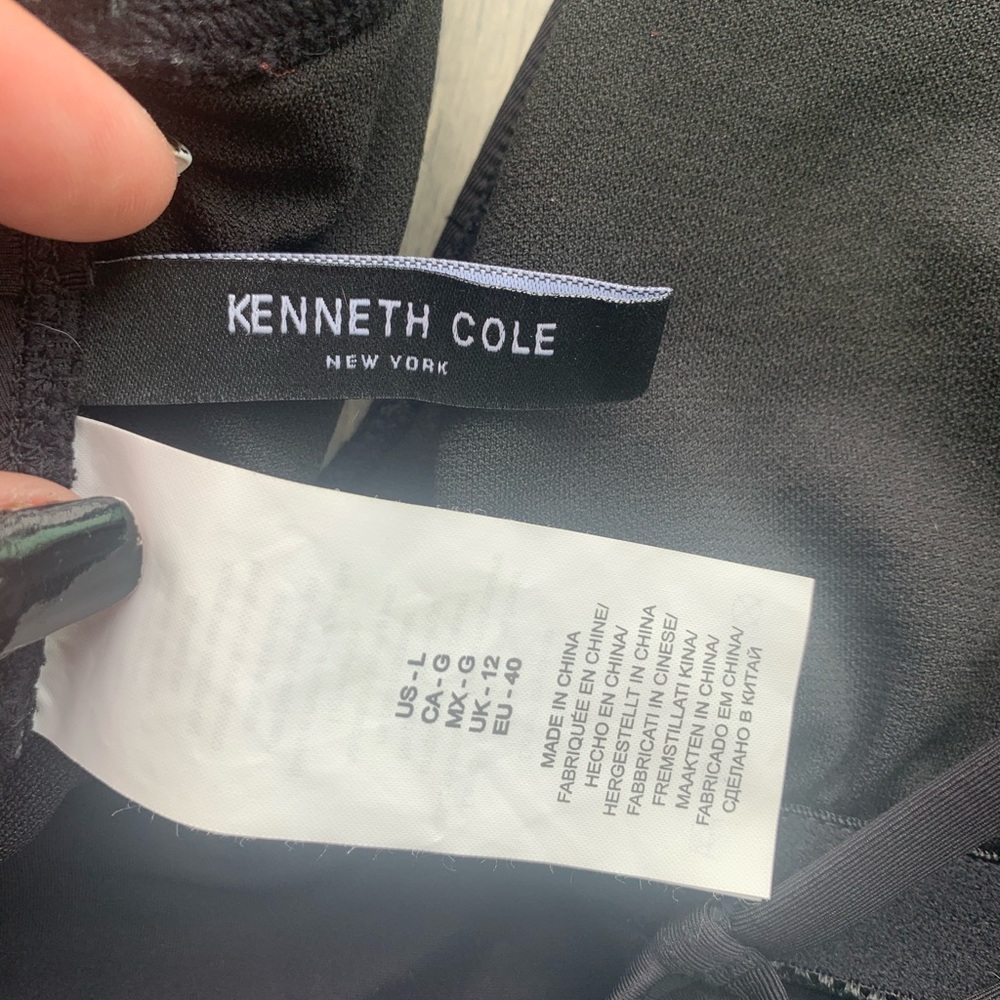 KENNETH COLE
NEW YORK
US - L
CA - G
MX - G
UK - 12
EU - 40
MADE IN CHINA
FABRIQUÉE EN CHINE/
HECHO EN CHINA/
HERGESTELLT IN CHINA
FABBRICATI IN CINESE/
FREMSTILLATI KINA/
MAAKTEN IN CHINA/
FABRICADO EM CHINA/
СДЕЛАНО В КИТАЙ